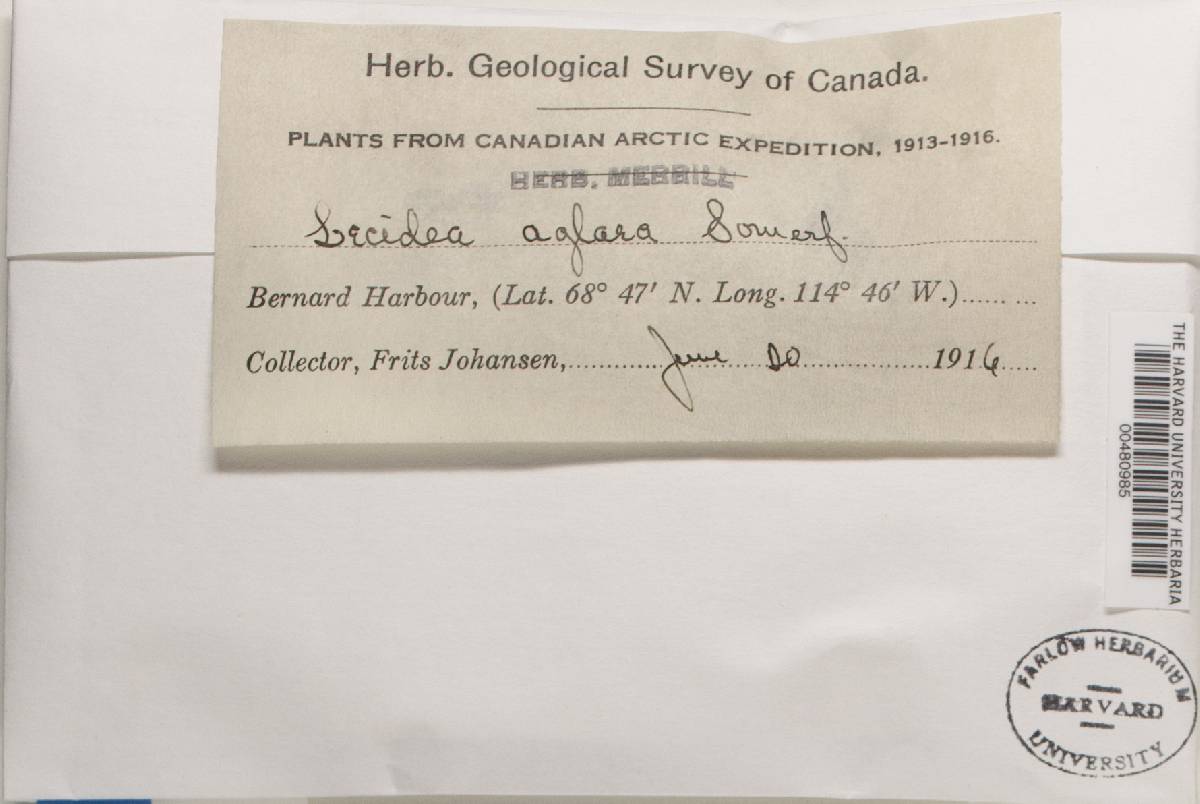 Herb. Geological Survey of Canada.
PLANTS FROM CANADIAN ARCTIC EXPEDITION, 1913-1916.
HERB. MERRILL
Lecidea aglaea Sommerf.
Bernard Harbour, (Lat. 68° 47' N. Long. 114° 46' W.)
Collector, Frits Johansen, June 20 1916
THE HARVARD UNIVERSITY HERBARIA
00480985
FARLOW HERBARIUM
HARVARD
UNIVERSITY